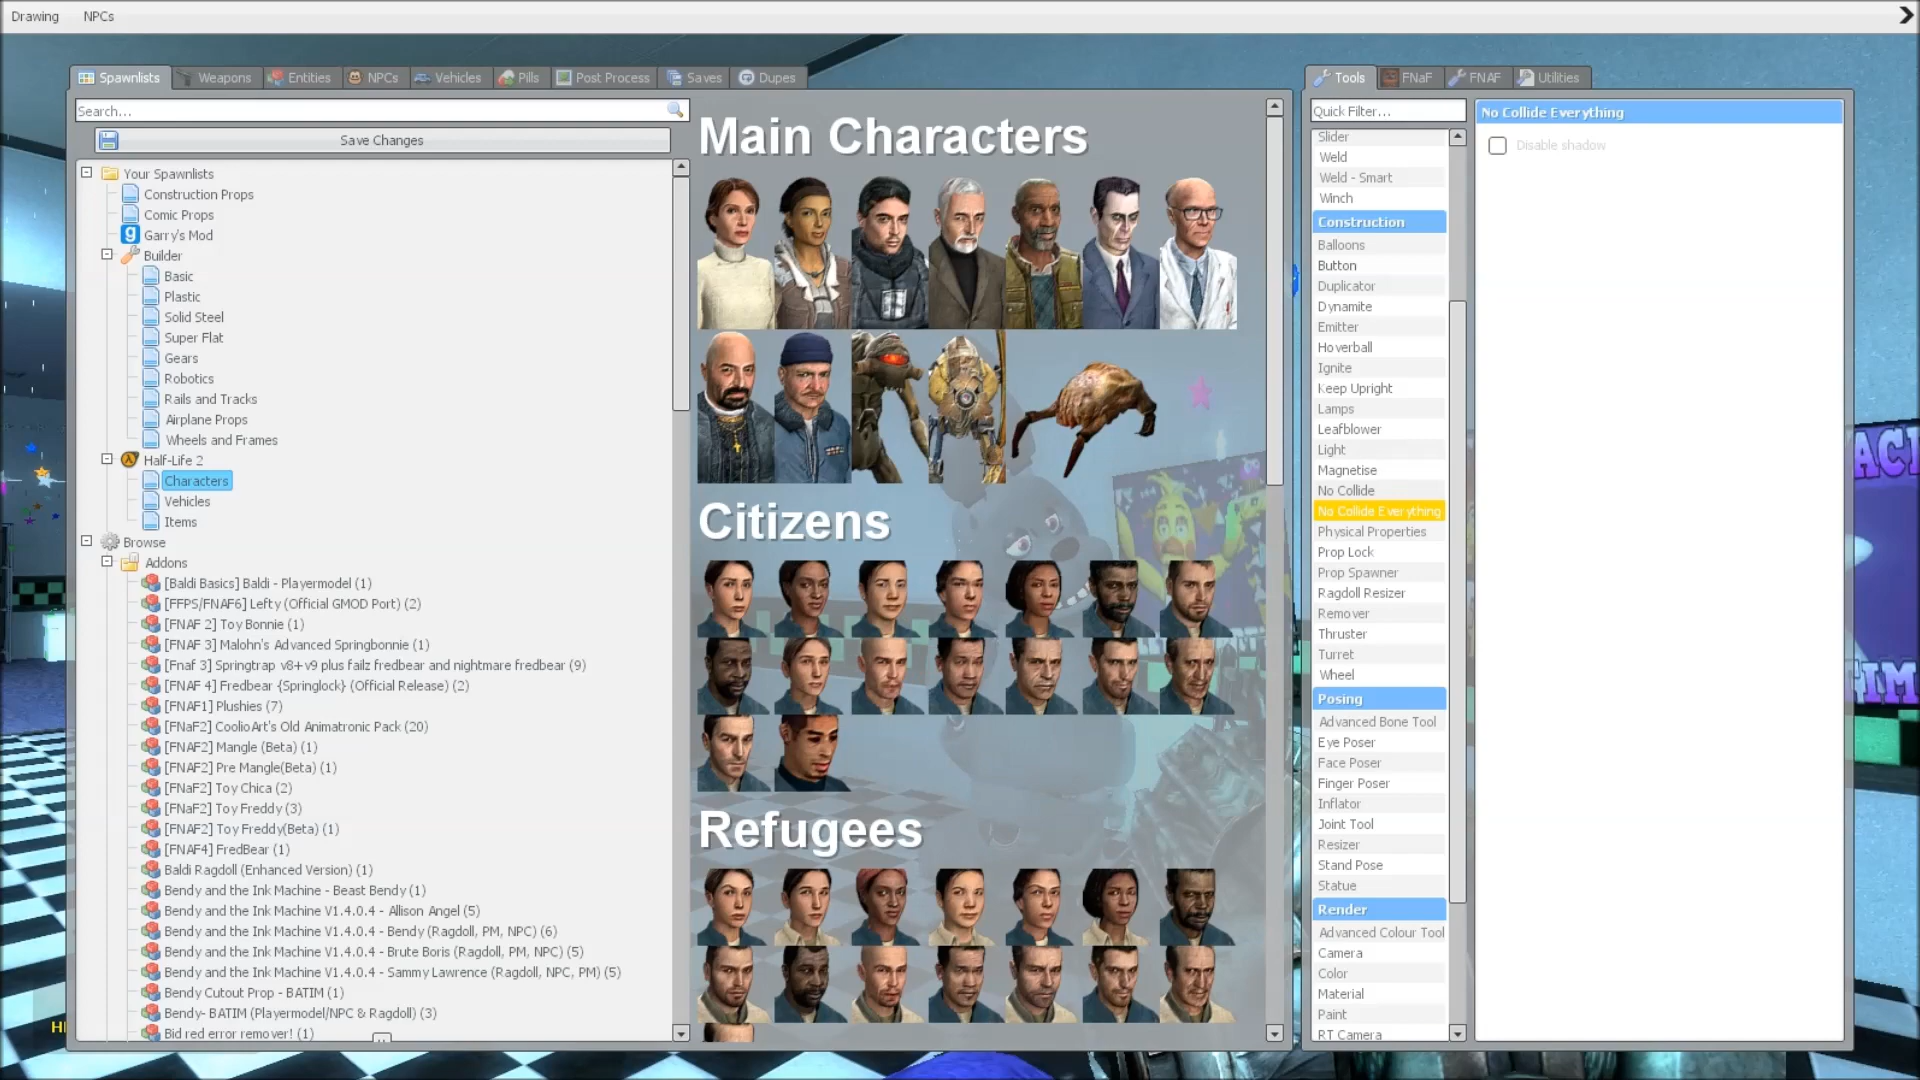 Drawing NPCs
Spawnlists Weapons Entities NPCs Vehicles Pills Post Process Saves Dupes
Search...
Save Changes
Your Spawnlists
Construction Props
Comic Props
Garry's Mod
Builder
Basic
Plastic
Solid Steel
Super Flat
Gears
Robotics
Rails and Tracks
Airplane Props
Wheels and Frames
Half-Life 2
Characters
Vehicles
Items
Browse
Addons
[Baldi Basics] Baldi - Playermodel (1)
[FFPS/FNAF6] Lefty (Official GMOD Port) (2)
[FNAF 2] Toy Bonnie (1)
[FNAF 3] Malohn's Advanced Springbonnie (1)
[Fnaf 3] Springtrap v8+v9 plus failz fredbear and nightmare fredbear (9)
[FNAF 4] Fredbear {Springlock} (Official Release) (2)
[FNAF1] Plushies (7)
[FNaF2] CoolioArt's Old Animatronic Pack (20)
[FNAF2] Mangle (Beta) (1)
[FNAF2] Pre Mangle(Beta) (1)
[FNaF2] Toy Chica (2)
[FNaF2] Toy Freddy (3)
[FNAF2] Toy Freddy(Beta) (1)
[FNAF4] FredBear (1)
Baldi Ragdoll (Enhanced Version) (1)
Bendy and the Ink Machine - Beast Bendy (1)
Bendy and the Ink Machine V1.4.0.4 - Allison Angel (5)
Bendy and the Ink Machine V1.4.0.4 - Bendy (Ragdoll, PM, NPC) (6)
Bendy and the Ink Machine V1.4.0.4 - Brute Boris (Ragdoll, PM, NPC) (5)
Bendy and the Ink Machine V1.4.0.4 - Sammy Lawrence (Ragdoll, NPC, PM) (5)
Bendy Cutout Prop - BATIM (1)
Bendy- BATIM (Playermodel/NPC & Ragdoll) (3)
Bid red error remover! (1)
Main Characters
Citizens
Refugees
Tools FNaF FNAF Utilities
Quick Filter...
Slider
Weld
Weld - Smart
Winch
Construction
Balloons
Button
Duplicator
Dynamite
Emitter
Hoverball
Ignite
Keep Upright
Lamps
Leafblower
Light
Magnetise
No Collide
No Collide Everything
Physical Properties
Prop Lock
Prop Spawner
Ragdoll Resizer
Remover
Thruster
Turret
Wheel
Posing
Advanced Bone Tool
Eye Poser
Face Poser
Finger Poser
Inflator
Joint Tool
Resizer
Stand Pose
Statue
Render
Advanced Colour Tool
Camera
Color
Material
Paint
RT Camera
No Collide Everything
Disable shadow